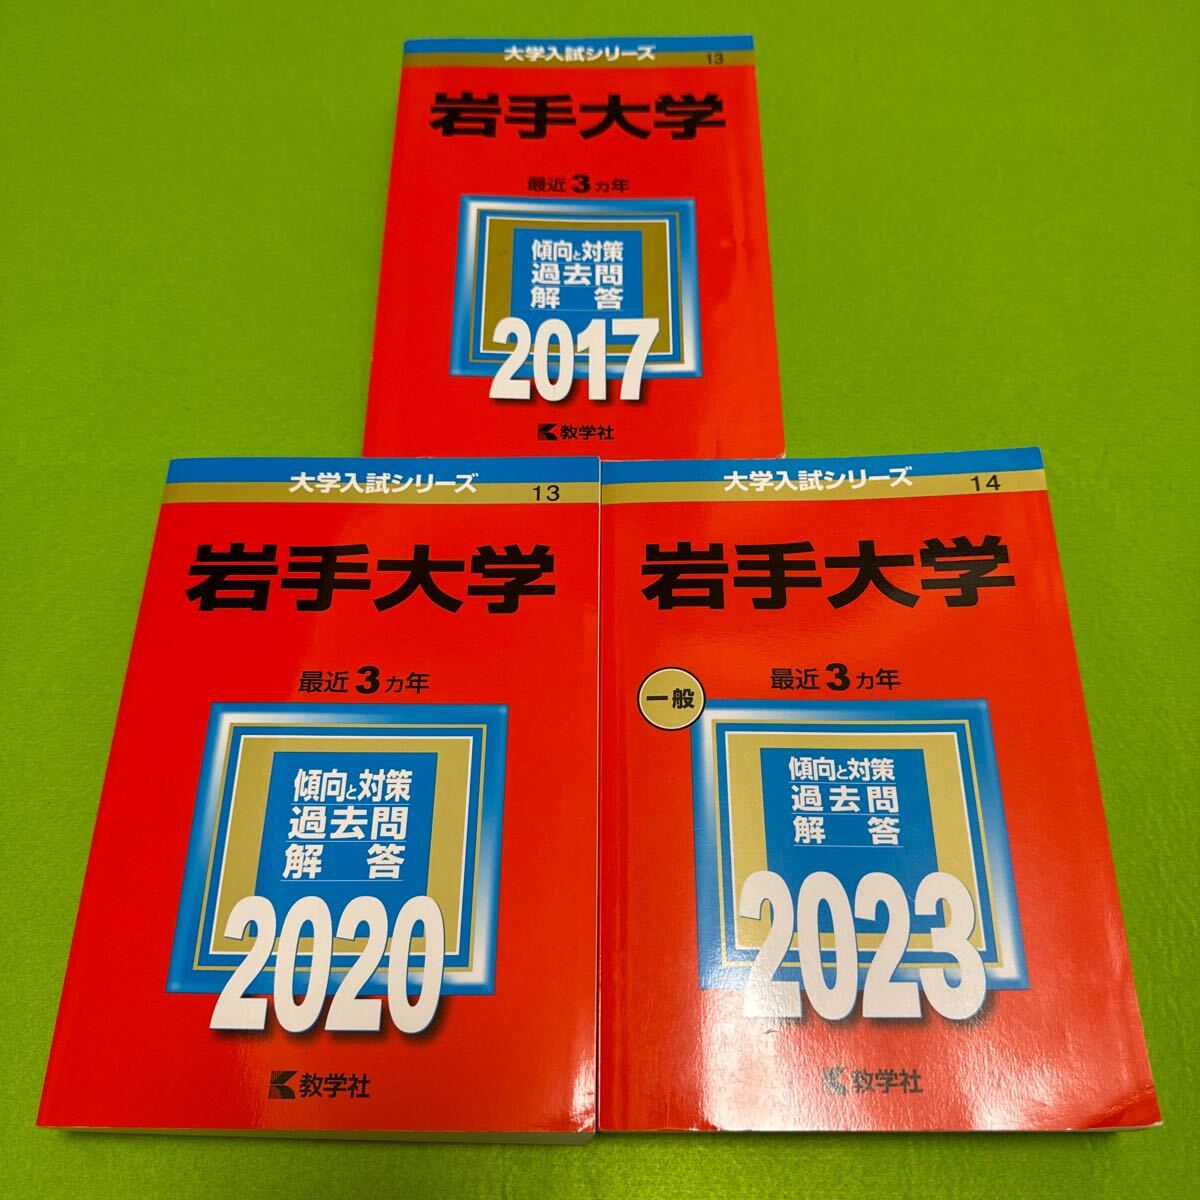 大学入試シリーズ
13
岩手大学
最近3ヵ年
傾向と対策
過去問
解答
2017
教学社
大学入試シリーズ
13
岩手大学
最近3ヵ年
傾向と対策
過去問
解答
2020
教学社
大学入試シリーズ
14
岩手大学
最近3ヵ年
一般
傾向と対策
過去問
解答
2023
教学社